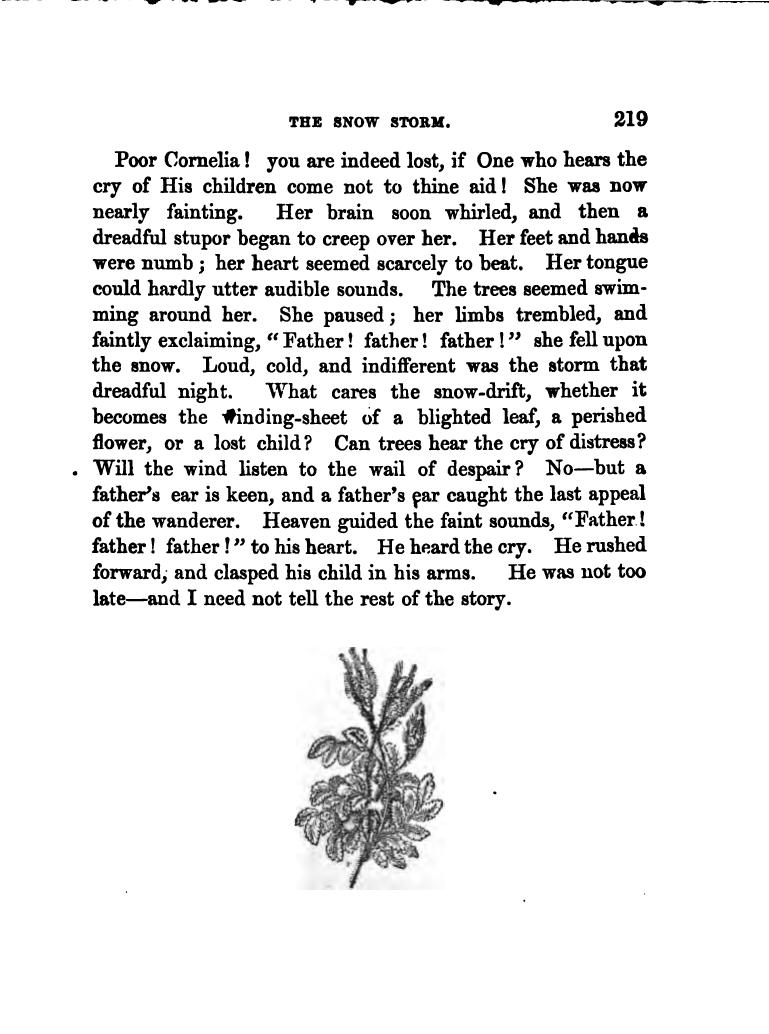 THE SNOW STORM. 219
Poor Cornelia! you are indeed lost, if One who hears the
cry of His children come not to thine aid! She was now
nearly fainting. Her brain soon whirled, and then a
dreadful stupor began to creep over her. Her feet and hands
were numb; her heart seemed scarcely to beat. Her tongue
could hardly utter audible sounds. The trees seemed swim-
ming around her. She paused; her limbs trembled, and
faintly exclaiming, "Father! father! father!" she fell upon
the snow. Loud, cold, and indifferent was the storm that
dreadful night. What cares the snow-drift, whether it
becomes the winding-sheet of a blighted leaf, a perished
flower, or a lost child? Can trees hear the cry of distress?
Will the wind listen to the wail of despair? No—but a
father's ear is keen, and a father's ear caught the last appeal
of the wanderer. Heaven guided the faint sounds, "Father!
father! father!" to his heart. He heard the cry. He rushed
forward, and clasped his child in his arms. He was not too
late—and I need not tell the rest of the story.